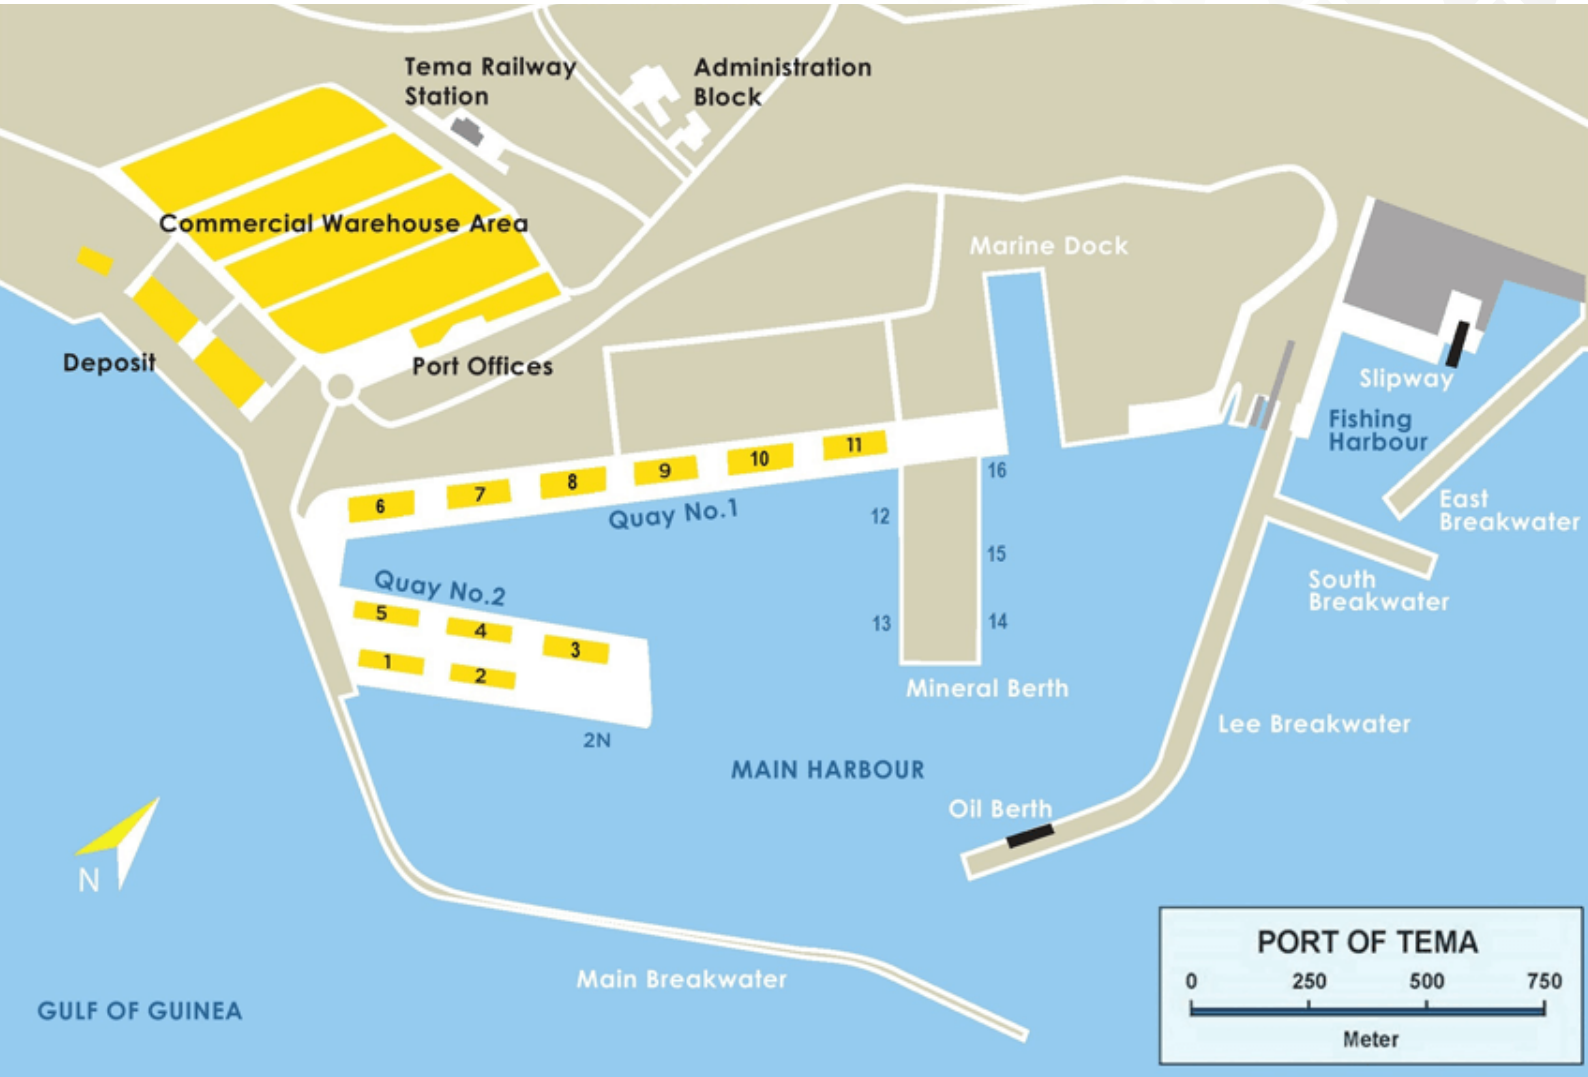 Tema Railway
Station
Administration
Block
Commercial Warehouse Area
Marine Dock
Deposit
Port Offices
Slipway
Fishing
Harbour
6
7
8
9
10
11
Quay No.1
16
12
15
East
Breakwater
Quay No.2
5
4
3
1
2
13
14
South
Breakwater
Mineral Berth
2N
Lee Breakwater
MAIN HARBOUR
Oil Berth
N
Main Breakwater
GULF OF GUINEA
PORT OF TEMA
0 250 500 750
Meter